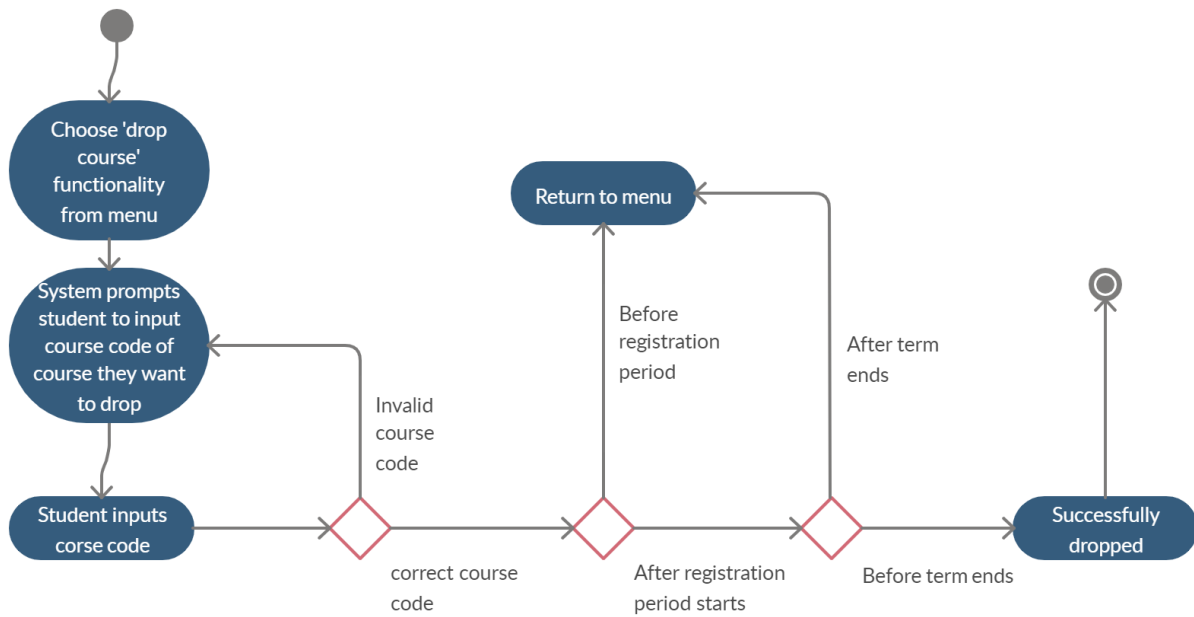 Choose 'drop
course'
functionality
from menu
System prompts
student to input
course code of
course they want
to drop
Student inputs
corse code
Invalid
course
code
correct course
code
Return to menu
Before
registration
period
After registration
period starts
After term
ends
Before term ends
Successfully
dropped